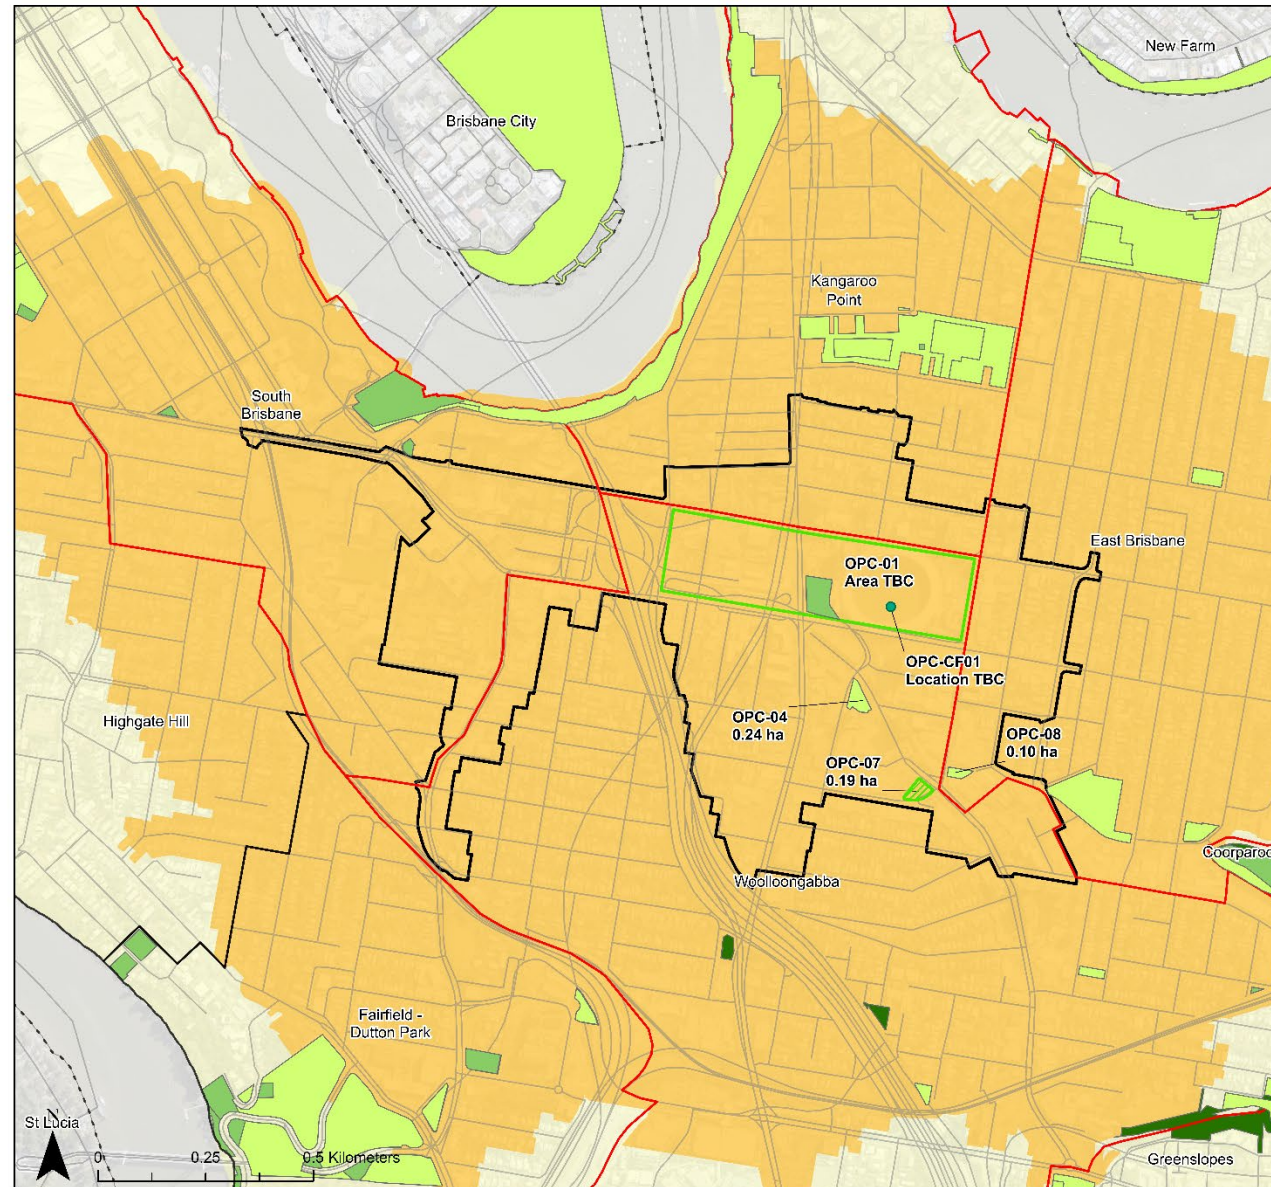 New Farm
Brisbane City
Kangaroo
Point
South
Brisbane
East Brisbane
OPC-01
Area TBC
OPC-CF01
Location TBC
Highgate Hill
OPC-04
0.24 ha
OPC-08
0.10 ha
OPC-07
0.19 ha
Coorparoo
Woolloongabba
Fairfield -
Dutton Park
St Lucia
N
0 0.25 0.5 Kilometers
Greenslopes